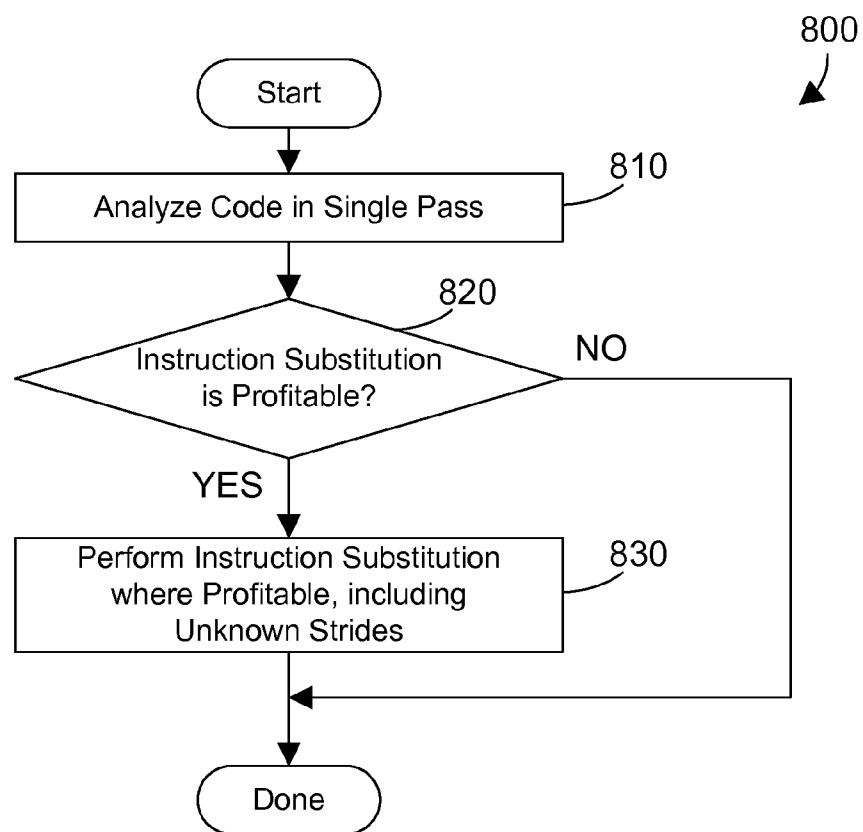 800
Start
810
Analyze Code in Single Pass
820
Instruction Substitution
is Profitable?
NO
YES
Perform Instruction Substitution
where Profitable, including
Unknown Strides
830
Done